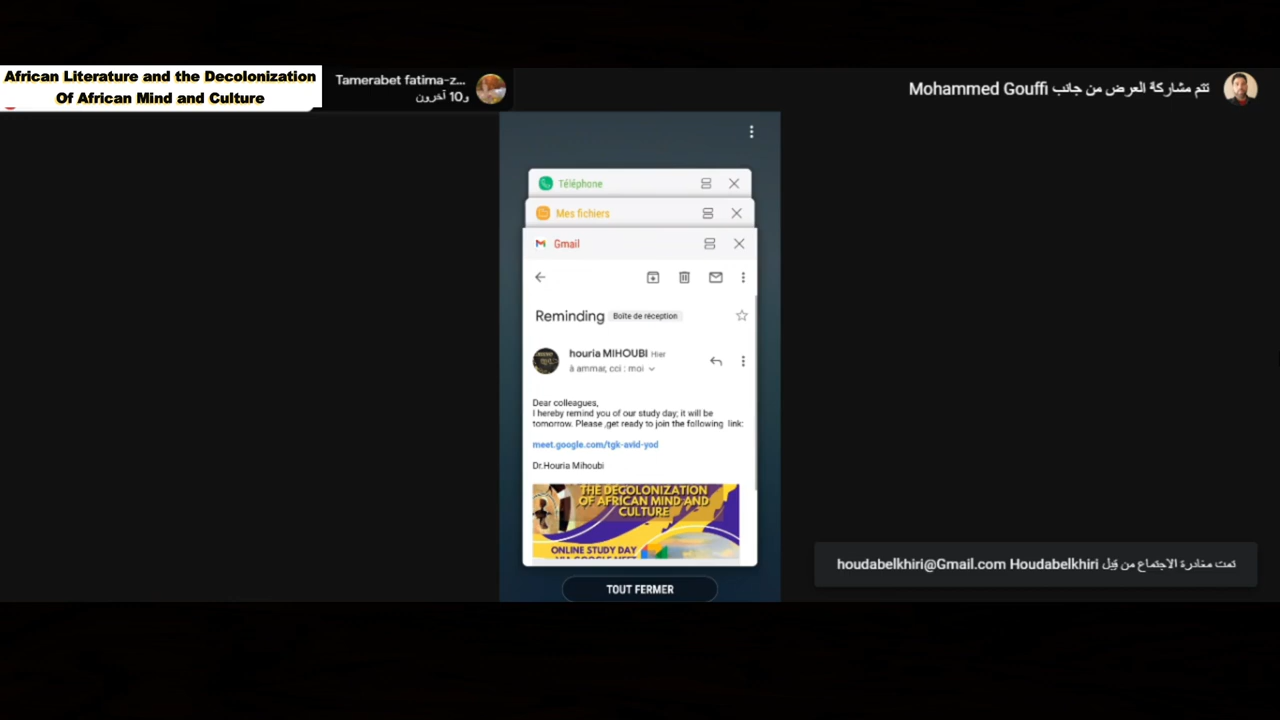 African Literature and the Decolonization
Of African Mind and Culture
Tamerabet fatima-z...
و10 آخرون
تتم مشاركة العرض من جانب Mohammed Gouffi
Téléphone
Mes fichiers
Gmail
Reminding Boîte de réception
houria MIHOUBI Hier
à ammar, cci : moi
Dear colleagues,
I hereby remind you of our study day; it will be
tomorrow. Please ,get ready to join the following link:
meet.google.com/tgk-avid-yod
Dr.Houria Mihoubi
THE DECOLONIZATION
OF AFRICAN MIND AND
CULTURE
ONLINE STUDY DAY
VIA GOOGLE MEET
تمت مغادرة الاجتماع من قِبَل houdabelkhiri@Gmail.com Houdabelkhiri
TOUT FERMER